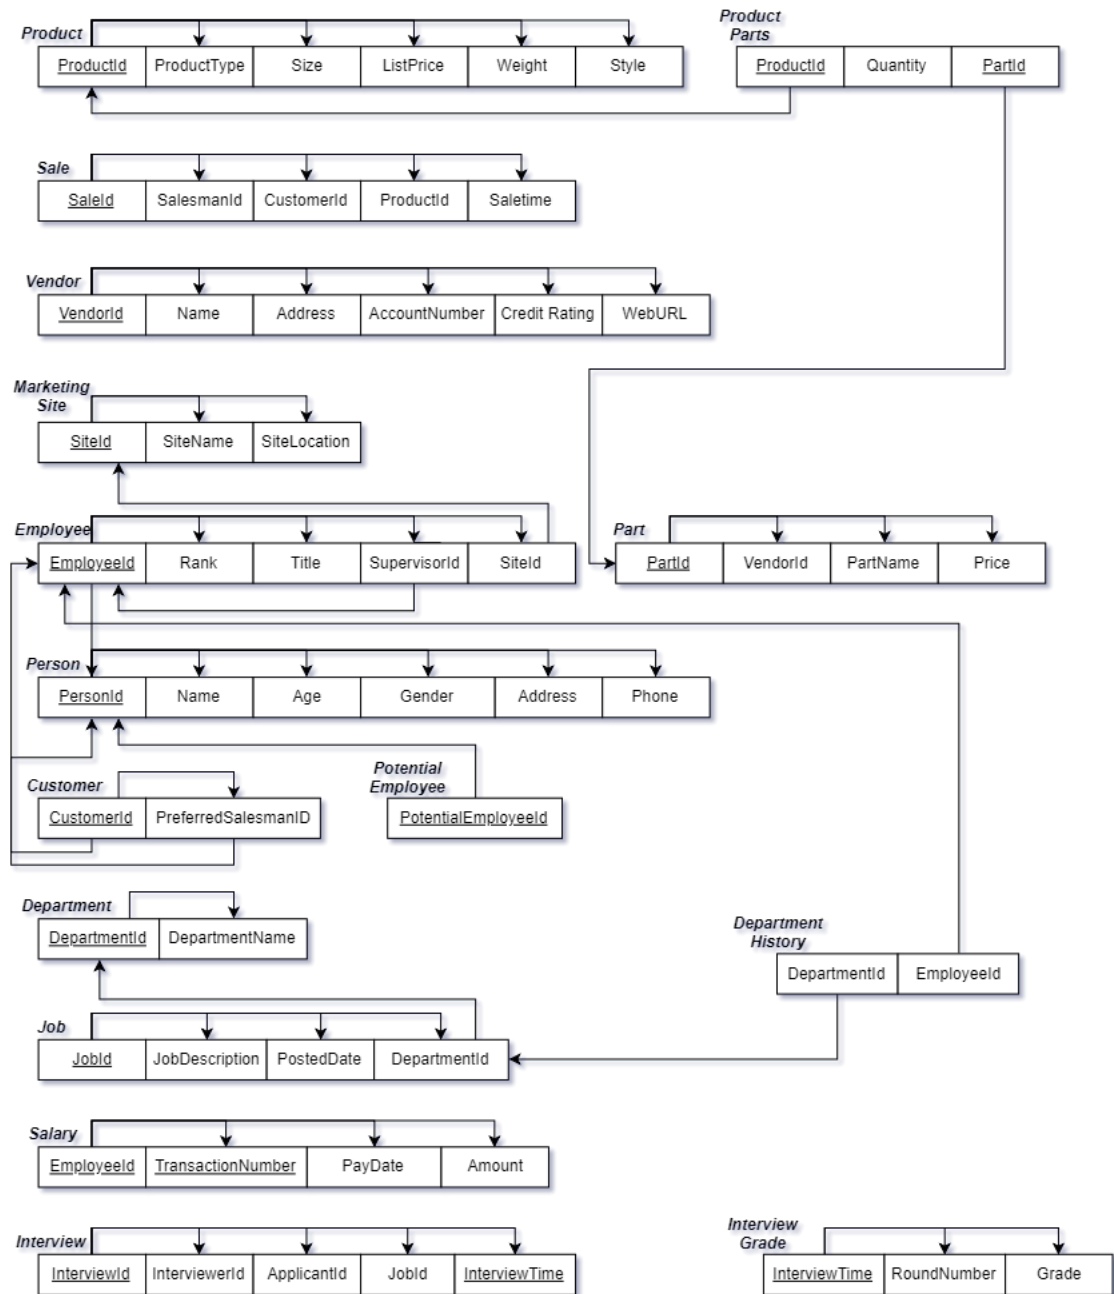 Product
ProductId ProductType Size ListPrice Weight Style
Product
Parts
ProductId Quantity PartId
Sale
SaleId SalesmanId CustomerId ProductId Saletime
Vendor
VendorId Name Address AccountNumber Credit Rating WebURL
Marketing
Site
SiteId SiteName SiteLocation
Employee
EmployeeId Rank Title SupervisorId SiteId
Part
PartId VendorId PartName Price
Person
PersonId Name Age Gender Address Phone
Customer
CustomerId PreferredSalesmanID
Potential
Employee
PotentialEmployeeId
Department
DepartmentId DepartmentName
Department
History
DepartmentId EmployeeId
Job
JobId JobDescription PostedDate DepartmentId
Salary
EmployeeId TransactionNumber PayDate Amount
Interview
InterviewId InterviewerId ApplicantId JobId InterviewTime
Interview
Grade
InterviewTime RoundNumber Grade